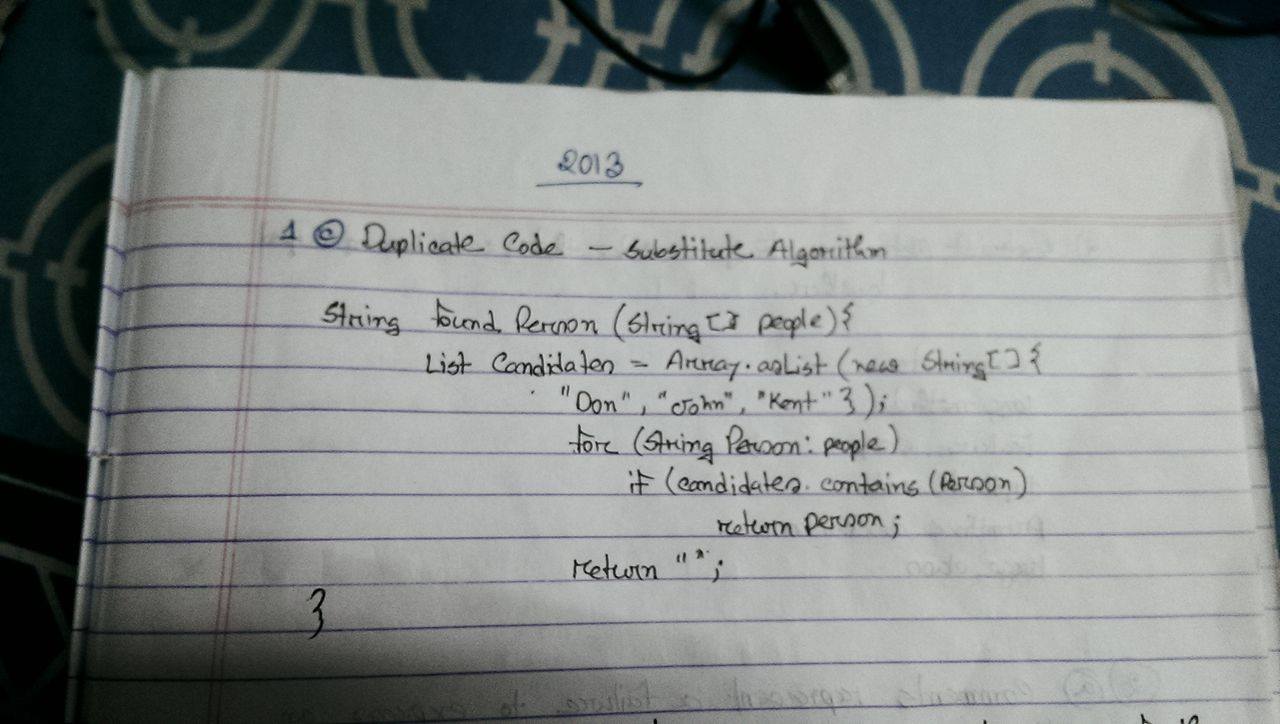 2013
1 (c) Duplicate Code – Substitute Algorithm
String found Person (String [] people) {
List Candidates = Array.asList (new String[] {
"Don", "John", "Kent" } );
for (String Person : people)
if (candidates. contains (Person)
return person ;
return "" ;
}